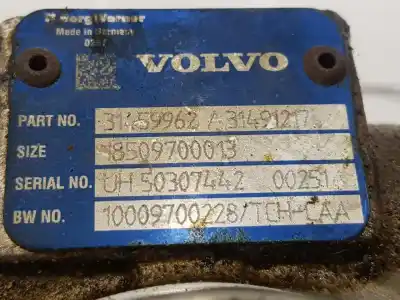 BorgWarner
Made in Germany
VOLVO
PART NO. 31459962 A 31491217
SIZE 18509700013
SERIAL NO. UH 50307442 00251
BW NO. 10009700228/TCH-CAA